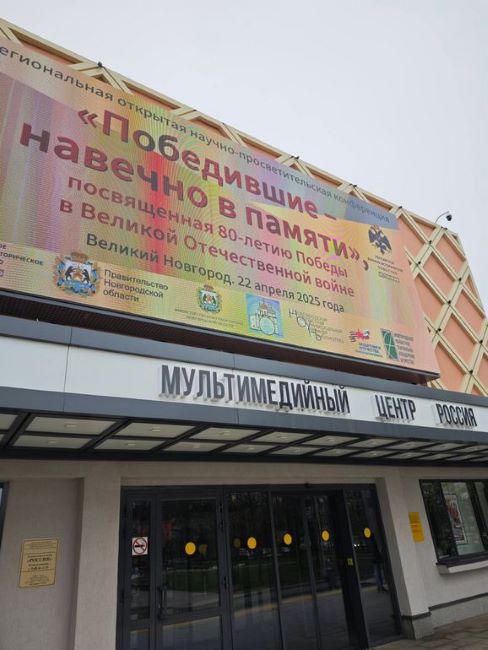 егиональная открытая научно-просветительская конференция
«Победившие –
навечно в памяти»,
посвященная 80-летию Победы
в Великой Отечественной войне
Великий Новгород. 22 апреля 2025 года
Правительство
Новгородской
области
МУЛЬТИМЕДИЙНЫЙ ЦЕНТР РОССИЯ
«РОССИЯ»